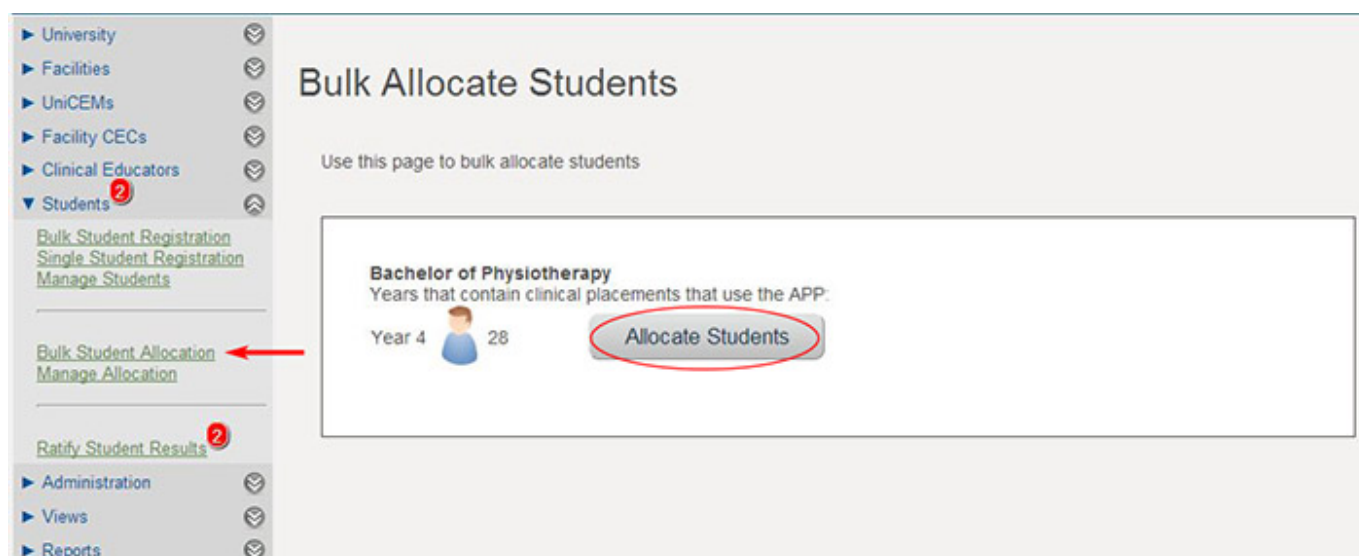 University
Facilities
UniCEMs
Facility CECs
Clinical Educators
Students 2
Bulk Student Registration
Single Student Registration
Manage Students
Bulk Student Allocation
Manage Allocation
Ratify Student Results 2
Administration
Views
Reports
Bulk Allocate Students
Use this page to bulk allocate students
Bachelor of Physiotherapy
Years that contain clinical placements that use the APP:
Year 4 28 Allocate Students